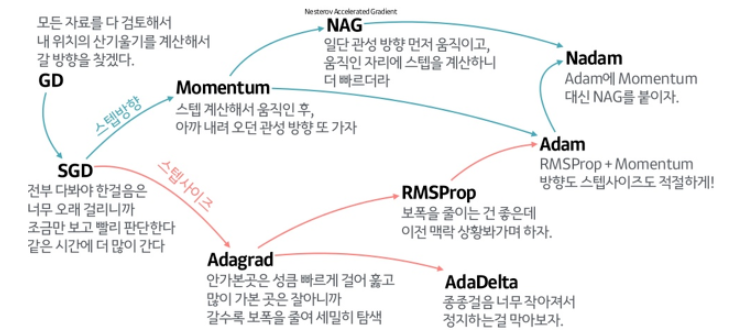 모든 자료를 다 검토해서
내 위치의 산기울기를 계산해서
갈 방향을 찾겠다.
GD
Nesterov Accelerated Gradient
NAG
일단 관성 방향 먼저 움직이고,
움직인 자리에 스텝을 계산하니
더 빠르더라
Nadam
Adam에 Momentum
대신 NAG를 붙이자.
Momentum
스텝 계산해서 움직인 후,
아까 내려 오던 관성 방향 또 가자
스텝방향
Adam
RMSProp + Momentum
방향도 스텝사이즈도 적절하게!
SGD
전부 다봐야 한걸음은
너무 오래 걸리니까
조금만 보고 빨리 판단한다
같은 시간에 더 많이 간다
스텝사이즈
RMSProp
보폭을 줄이는 건 좋은데
이전 맥락 상황봐가며 하자.
Adagrad
안가본곳은 성큼 빠르게 걸어 훓고
많이 가본 곳은 잘아니까
갈수록 보폭을 줄여 세밀히 탐색
AdaDelta
종종걸음 너무 작아져서
정지하는걸 막아보자.